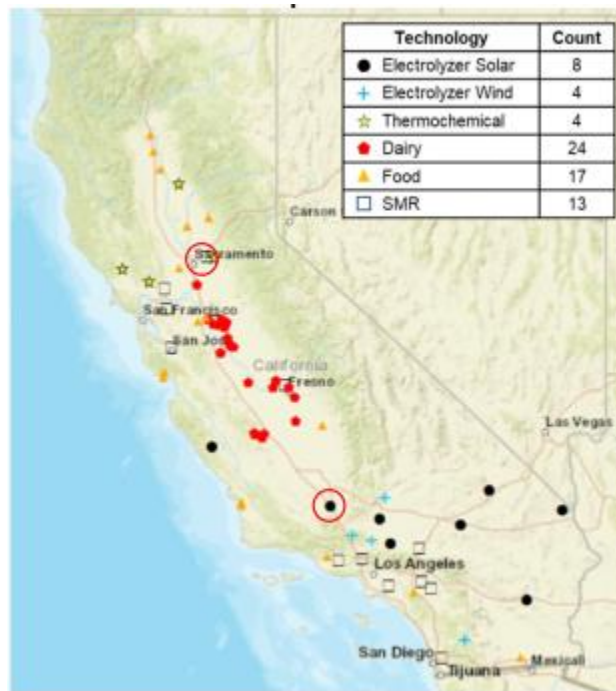 Technology Count
Electrolyzer Solar 8
Electrolyzer Wind 4
Thermochemical 4
Dairy 24
Food 17
SMR 13
Carson
Sacramento
San Francisco
San Jose
California
Fresno
Las Vegas
Los Angeles
San Diego
Mexicali
Tijuana